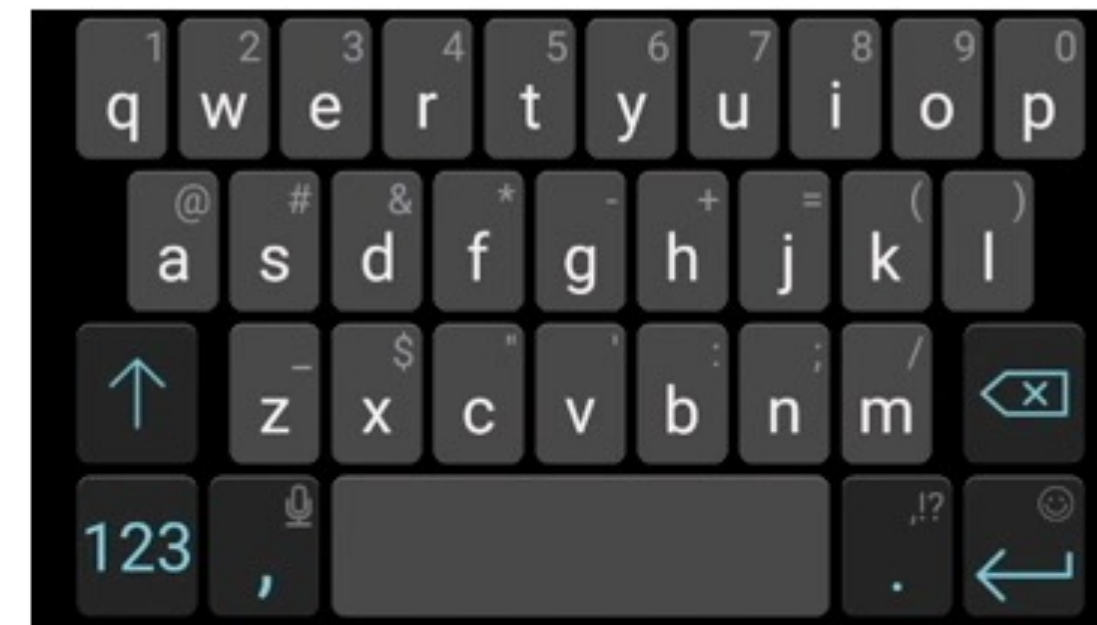 1 2 3 4 5 6 7 8 9 0
q w e r t y u i o p
@ # & * - + = ( )
a s d f g h j k l
_ $ " ' : ; /
z x c v b n m
,!?
123 , .